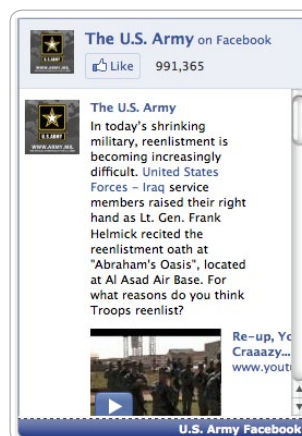 The U.S. Army on Facebook
Like 991,365
U.S. ARMY
WWW.ARMY.MIL
The U.S. Army
In today's shrinking
military, reenlistment is
becoming increasingly
difficult. United States
Forces - Iraq service
members raised their right
hand as Lt. Gen. Frank
Helmick recited the
reenlistment oath at
"Abraham's Oasis", located
at Al Asad Air Base. For
what reasons do you think
Troops reenlist?
U.S. ARMY
WWW.ARMY.MIL
Re-up, Yo
Craaazy...
www.yout
U.S. Army Facebook